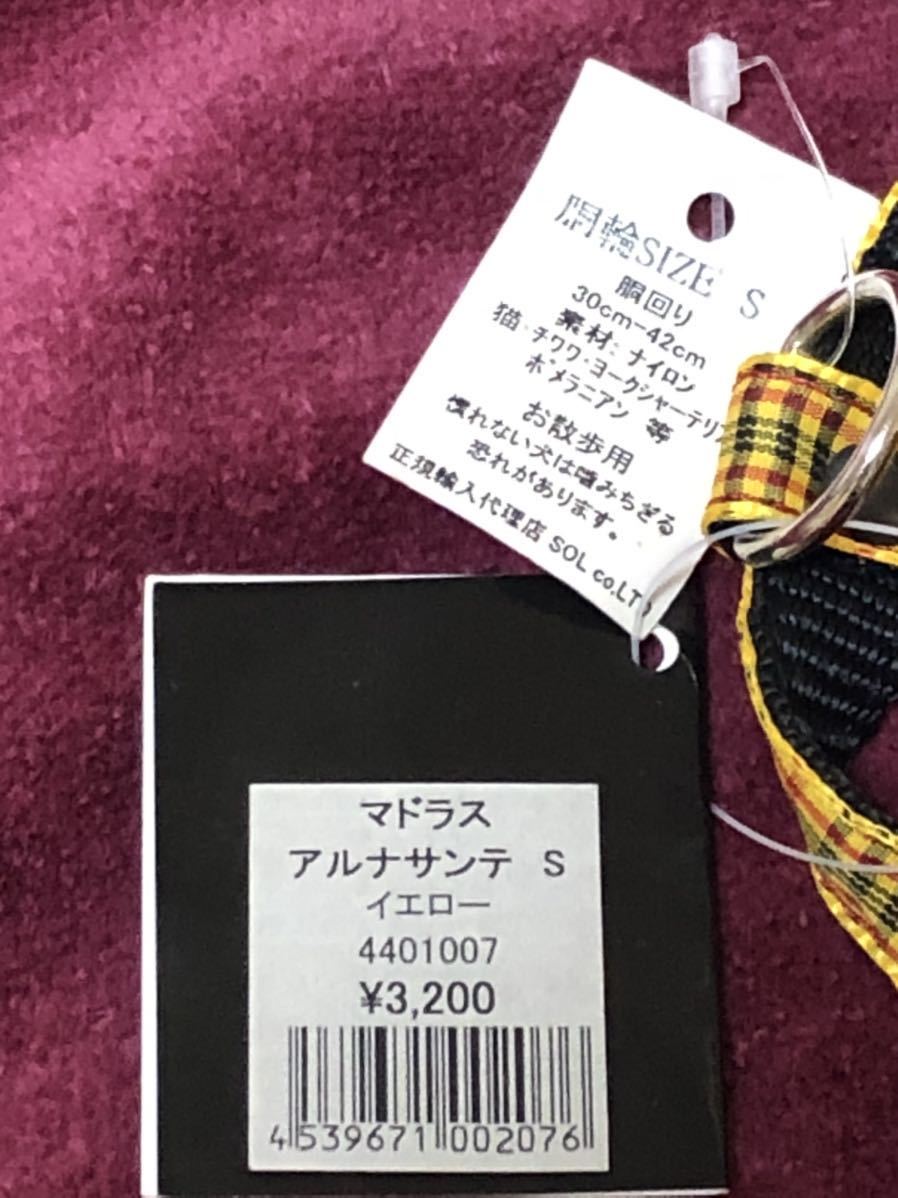 胴輪SIZE S
胴回り
30cm-42cm
素材:ナイロン
猫・チワワ・ヨークシャーテリア
ポメラニアン 等
お散歩用
慣れない犬は噛みちぎる
恐れがあります。
正規輸入代理店 SOL co.LTD
マドラス
アルナサンテ S
イエロー
4401007
¥3,200
4 539671 002076